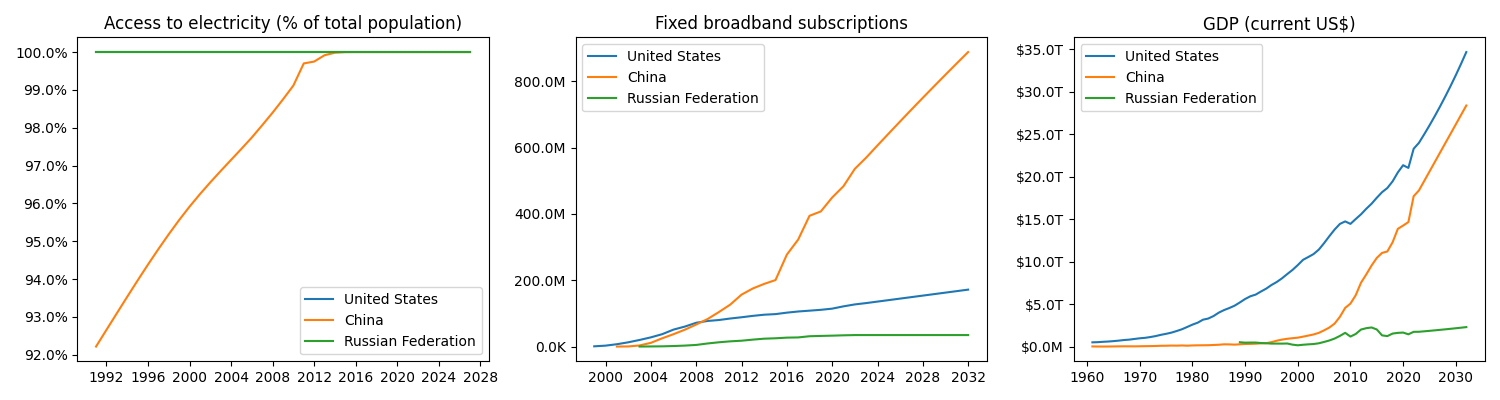 Access to electricity (% of total population)
100.0%
99.0%
98.0%
97.0%
96.0%
95.0%
94.0%
93.0%
92.0%
1992 1996 2000 2004 2008 2012 2016 2020 2024 2028
United States
China
Russian Federation
Fixed broadband subscriptions
United States
China
Russian Federation
800.0M
600.0M
400.0M
200.0M
0.0K
2000 2004 2008 2012 2016 2020 2024 2028 2032
GDP (current US$)
United States
China
Russian Federation
$35.0T
$30.0T
$25.0T
$20.0T
$15.0T
$10.0T
$5.0T
$0.0M
1960 1970 1980 1990 2000 2010 2020 2030